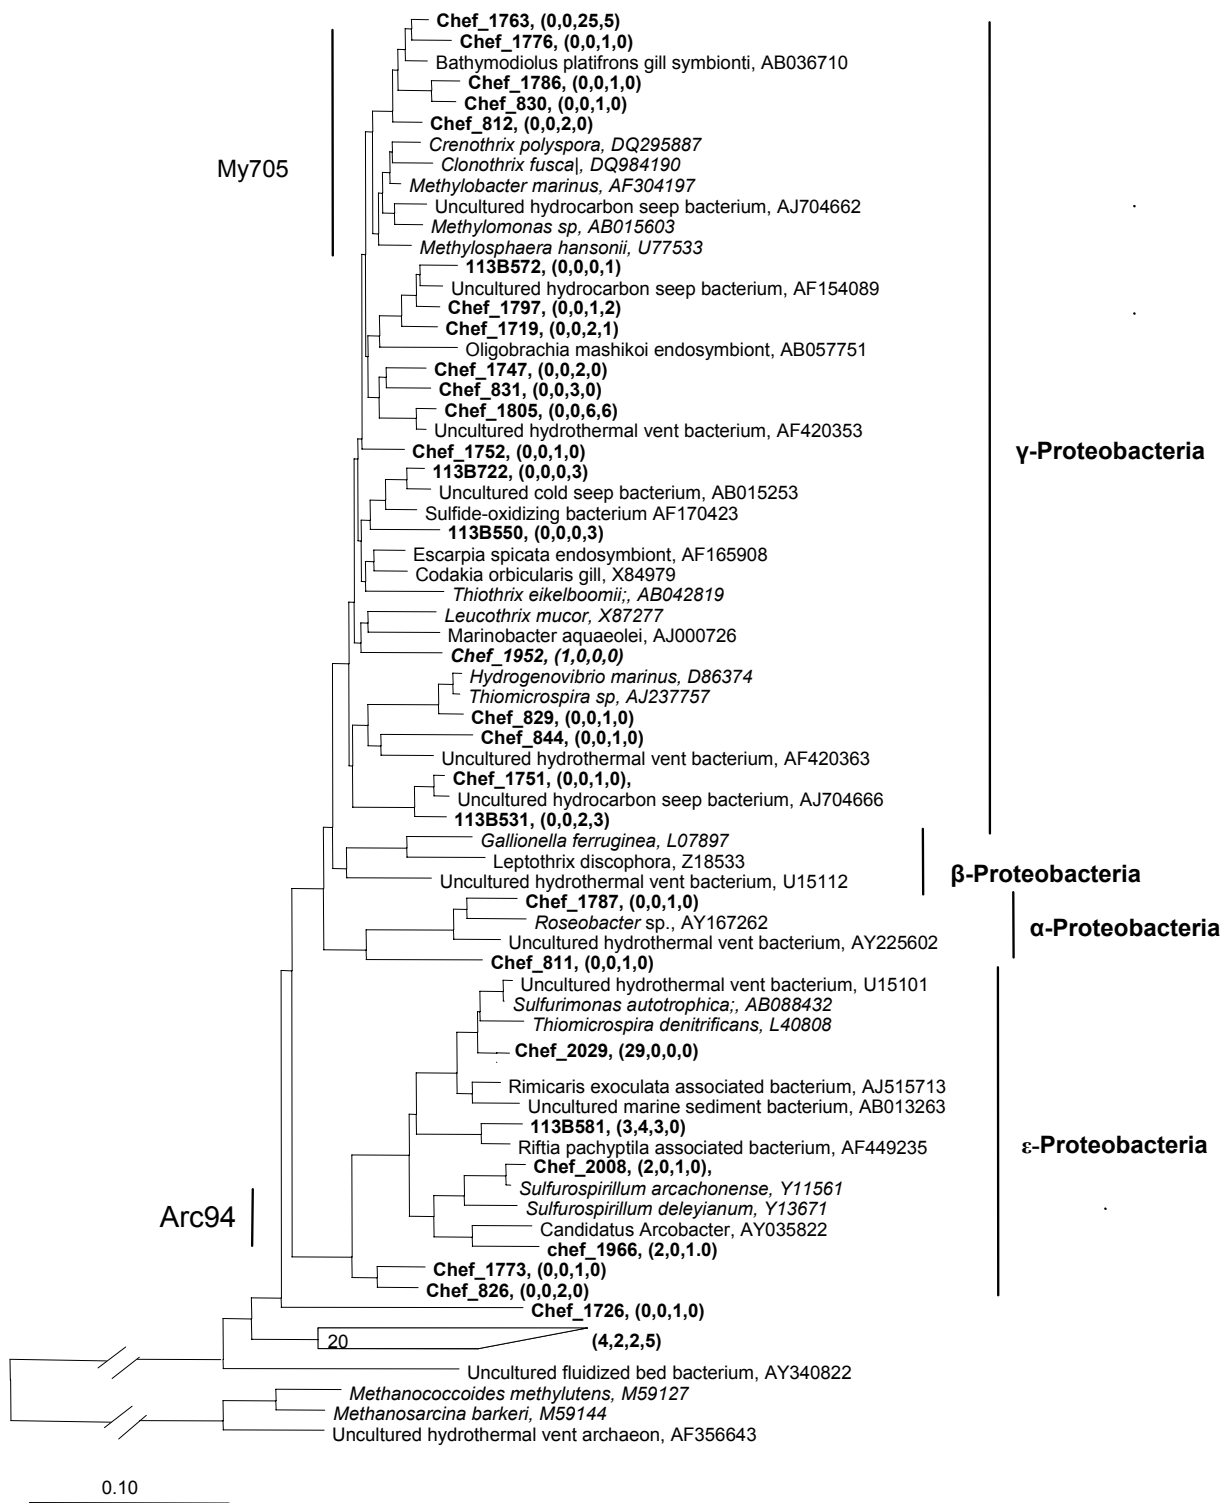 Chef_1763, (0,0,25,5)
Chef_1776, (0,0,1,0)
Bathymodiolus platifrons gill symbionti, AB036710
Chef_1786, (0,0,1,0)
Chef_830, (0,0,1,0)
Chef_812, (0,0,2,0)
Crenothrix polyspora, DQ295887
Clonothrix fusca|, DQ984190
My705
Methylobacter marinus, AF304197
Uncultured hydrocarbon seep bacterium, AJ704662
Methylomonas sp, AB015603
Methylosphaera hansonii, U77533
113B572, (0,0,0,1)
Uncultured hydrocarbon seep bacterium, AF154089
Chef_1797, (0,0,1,2)
Chef_1719, (0,0,2,1)
Oligobrachia mashikoi endosymbiont, AB057751
Chef_1747, (0,0,2,0)
Chef_831, (0,0,3,0)
Chef_1805, (0,0,6,6)
Uncultured hydrothermal vent bacterium, AF420353
Chef_1752, (0,0,1,0)
γ-Proteobacteria
113B722, (0,0,0,3)
Uncultured cold seep bacterium, AB015253
Sulfide-oxidizing bacterium AF170423
113B550, (0,0,0,3)
Escarpia spicata endosymbiont, AF165908
Codakia orbicularis gill, X84979
Thiothrix eikelboomii;, AB042819
Leucothrix mucor, X87277
Marinobacter aquaeolei, AJ000726
Chef_1952, (1,0,0,0)
Hydrogenovibrio marinus, D86374
Thiomicrospira sp, AJ237757
Chef_829, (0,0,1,0)
Chef_844, (0,0,1,0)
Uncultured hydrothermal vent bacterium, AF420363
Chef_1751, (0,0,1,0),
Uncultured hydrocarbon seep bacterium, AJ704666
113B531, (0,0,2,3)
Gallionella ferruginea, L07897
Leptothrix discophora, Z18533
Uncultured hydrothermal vent bacterium, U15112
β-Proteobacteria
Chef_1787, (0,0,1,0)
Roseobacter sp., AY167262
α-Proteobacteria
Uncultured hydrothermal vent bacterium, AY225602
Chef_811, (0,0,1,0)
Uncultured hydrothermal vent bacterium, U15101
Sulfurimonas autotrophica;, AB088432
Thiomicrospira denitrificans, L40808
Chef_2029, (29,0,0,0)
Rimicaris exoculata associated bacterium, AJ515713
Uncultured marine sediment bacterium, AB013263
113B581, (3,4,3,0)
Riftia pachyptila associated bacterium, AF449235
ε-Proteobacteria
Chef_2008, (2,0,1,0),
Sulfurospirillum arcachonense, Y11561
Sulfurospirillum deleyianum, Y13671
Arc94
Candidatus Arcobacter, AY035822
chef_1966, (2,0,1.0)
Chef_1773, (0,0,1,0)
Chef_826, (0,0,2,0)
Chef_1726, (0,0,1,0)
20 (4,2,2,5)
Uncultured fluidized bed bacterium, AY340822
Methanococcoides methylutens, M59127
Methanosarcina barkeri, M59144
Uncultured hydrothermal vent archaeon, AF356643
0.10